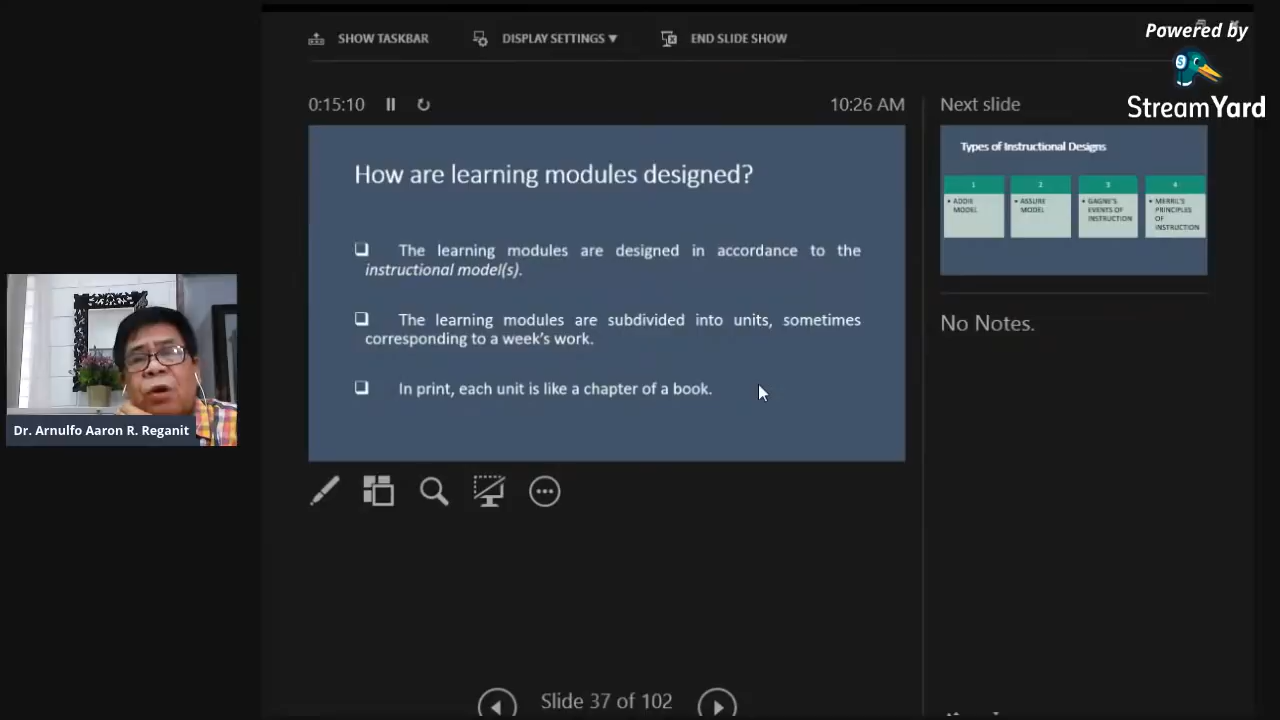 SHOW TASKBAR
DISPLAY SETTINGS ▼
END SLIDE SHOW
Powered by
S
StreamYard
0:15:10
10:26 AM
Next slide
How are learning modules designed?
❑ The learning modules are designed in accordance to the
instructional model(s).
❑ The learning modules are subdivided into units, sometimes
corresponding to a week's work.
❑ In print, each unit is like a chapter of a book.
Types of Instructional Designs
1
• ADDIE
MODEL
2
• ASSURE
MODEL
3
• GAGNE'S
EVENTS OF
INSTRUCTION
4
• MERRIL'S
PRINCIPLES
OF
INSTRUCTION
No Notes.
Dr. Arnulfo Aaron R. Reganit
Slide 37 of 102